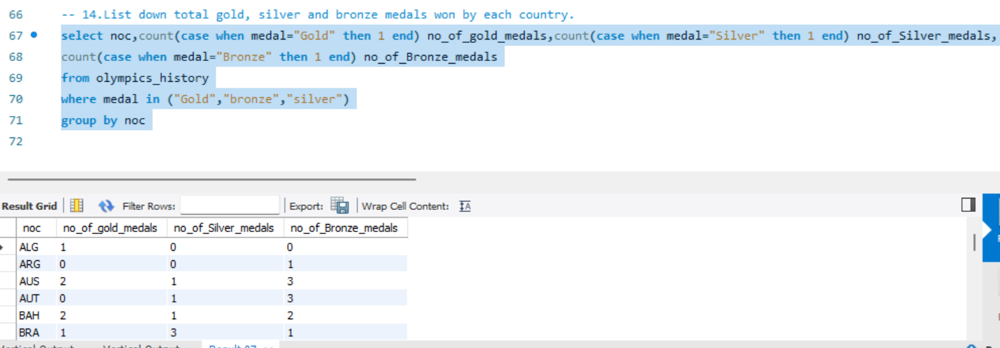 66 -- 14.List down total gold, silver and bronze medals won by each country.
67 select noc,count(case when medal="Gold" then 1 end) no_of_gold_medals,count(case when medal="Silver" then 1 end) no_of_Silver_medals,
68 count(case when medal="Bronze" then 1 end) no_of_Bronze_medals
69 from olympics_history
70 where medal in ("Gold","bronze","silver")
71 group by noc
72
Result Grid Filter Rows: Export: Wrap Cell Content:
noc no_of_gold_medals no_of_Silver_medals no_of_Bronze_medals
ALG 1 0 0
ARG 0 0 1
AUS 2 1 3
AUT 0 1 3
BAH 2 1 2
BRA 1 3 1